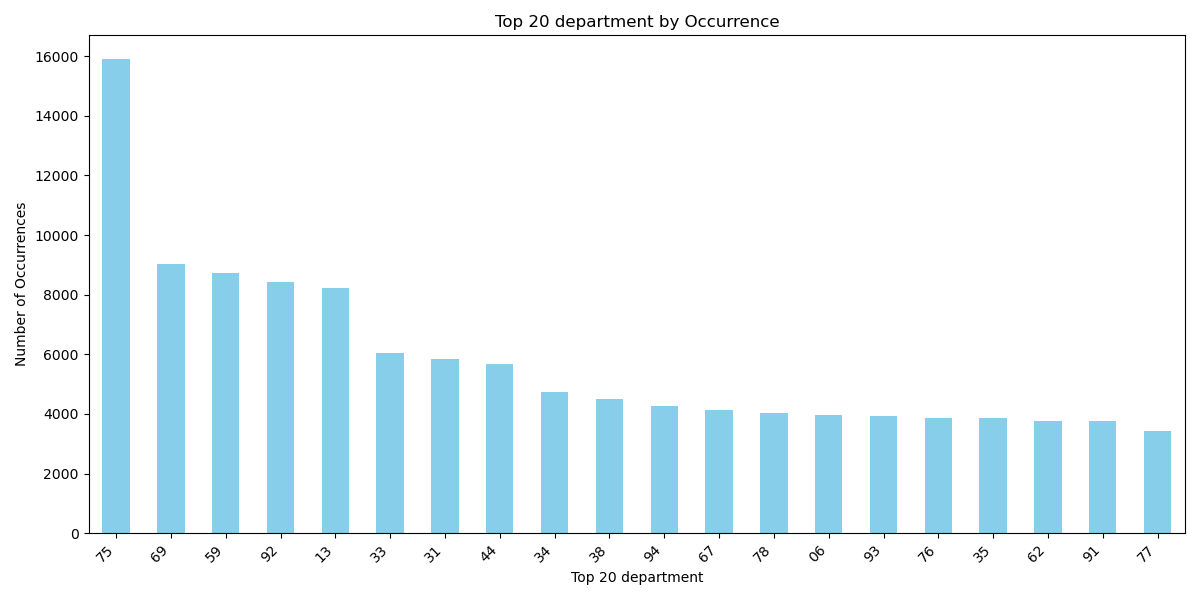 Top 20 department by Occurrence
Number of Occurrences
16000
14000
12000
10000
8000
6000
4000
2000
0
75 69 59 92 13 33 31 44 34 38 94 67 78 06 93 76 35 62 91 77
Top 20 department